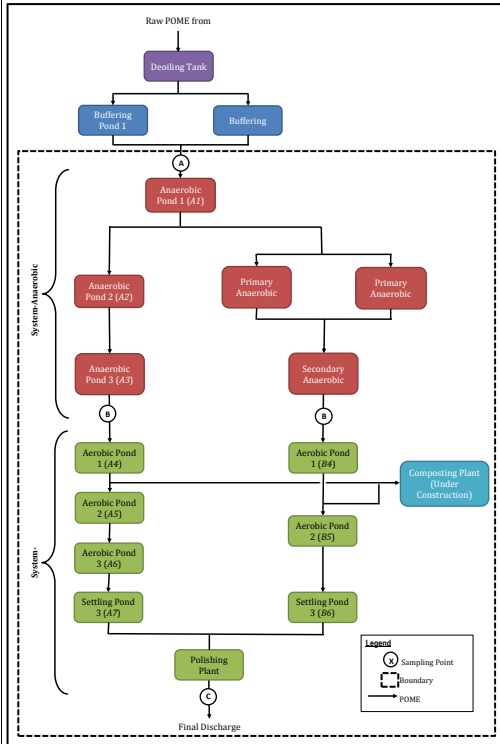 Raw POME from
Deoiling Tank
Buffering
Pond 1
Buffering
A
Anaerobic
Pond 1 (A1)
Anaerobic
Pond 2 (A2)
Primary
Anaerobic
Primary
Anaerobic
Anaerobic
Pond 3 (A3)
Secondary
Anaerobic
System-Anaerobic
B
B
Aerobic Pond
1 (A4)
Aerobic Pond
1 (B4)
Composting Plant
(Under
Construction)
Aerobic Pond
2 (A5)
Aerobic Pond
2 (B5)
Aerobic Pond
3 (A6)
System-
Settling Pond
3 (A7)
Settling Pond
3 (B6)
Polishing
Plant
C
Final Discharge
Legend
X Sampling Point
Boundary
POME